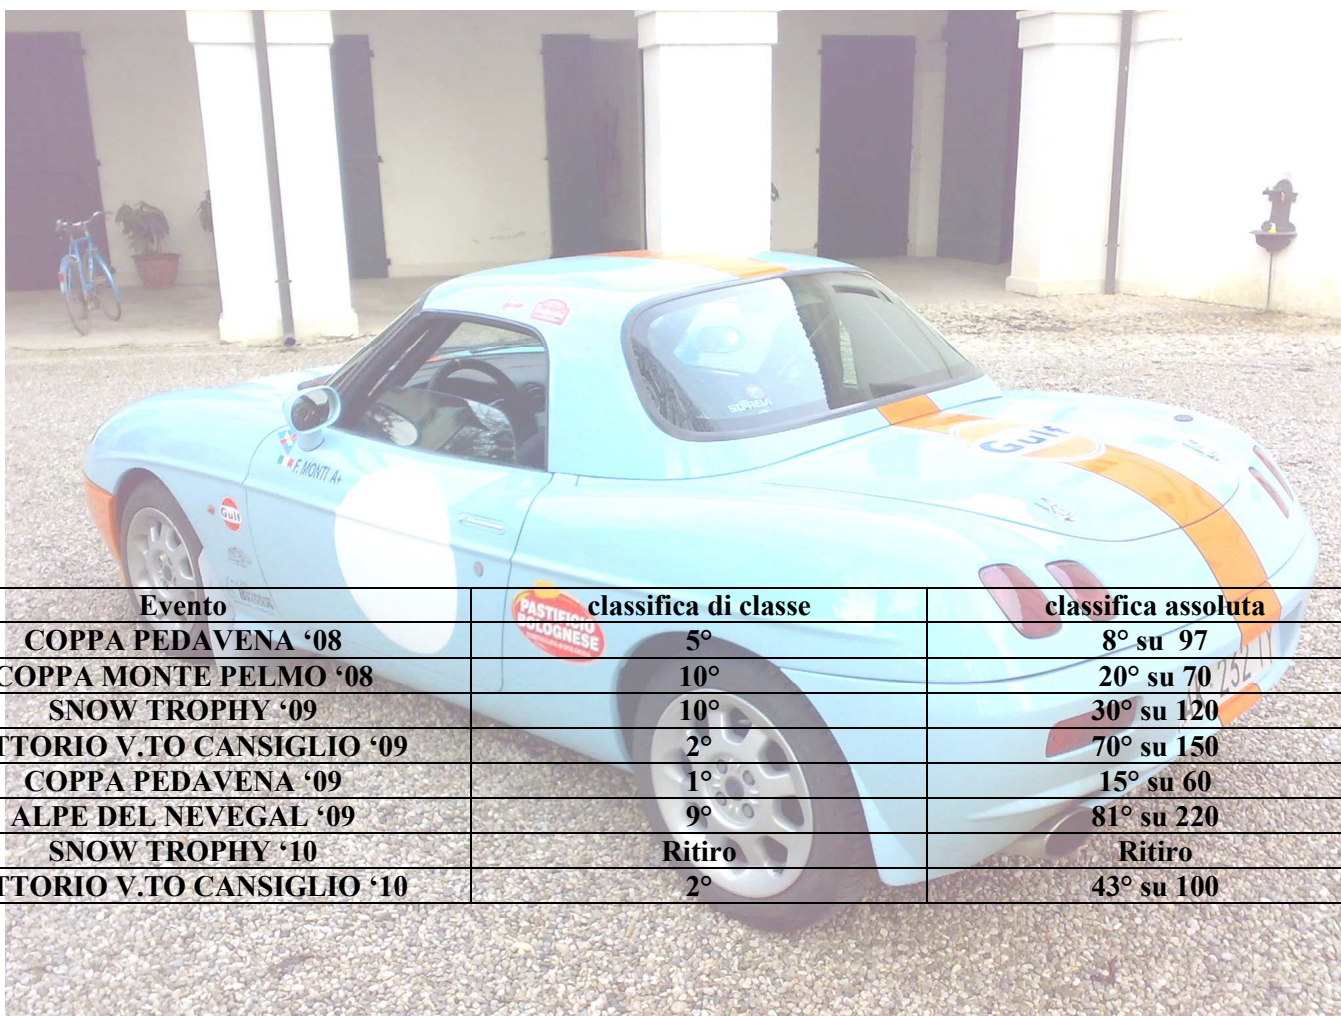 SOPRELA
Gulf
F. MONTI A+
Gulf
PASTIFICIO
BOLOGNESE
Evento classifica di classe classifica assoluta
COPPA PEDAVENA ‘08 5° 8° su 97
COPPA MONTE PELMO ‘08 10° 20° su 70
SNOW TROPHY ‘09 10° 30° su 120
TTORIO V.TO CANSIGLIO ‘09 2° 70° su 150
COPPA PEDAVENA ‘09 1° 15° su 60
ALPE DEL NEVEGAL ‘09 9° 81° su 220
SNOW TROPHY ‘10 Ritiro Ritiro
TTORIO V.TO CANSIGLIO ‘10 2° 43° su 100